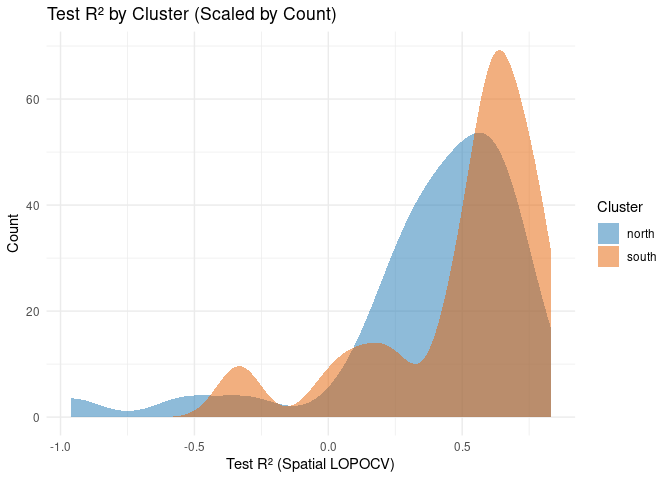 Test R² by Cluster (Scaled by Count)
60
40
20
0
Count
-1.0
-0.5
0.0
0.5
Test R² (Spatial LOPOCV)
Cluster
north
south